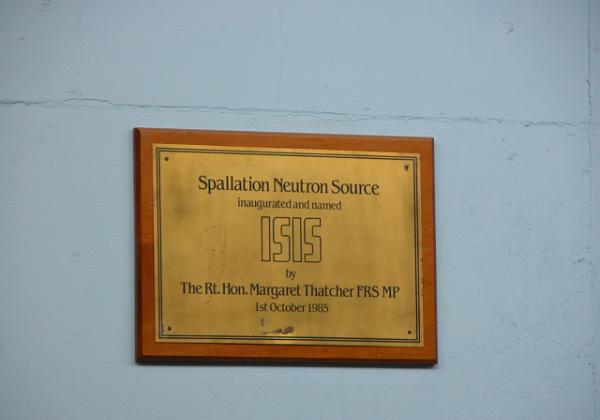 Spallation Neutron Source
inaugurated and named
ISIS
by
The Rt. Hon. Margaret Thatcher FRS MP
1st October 1985